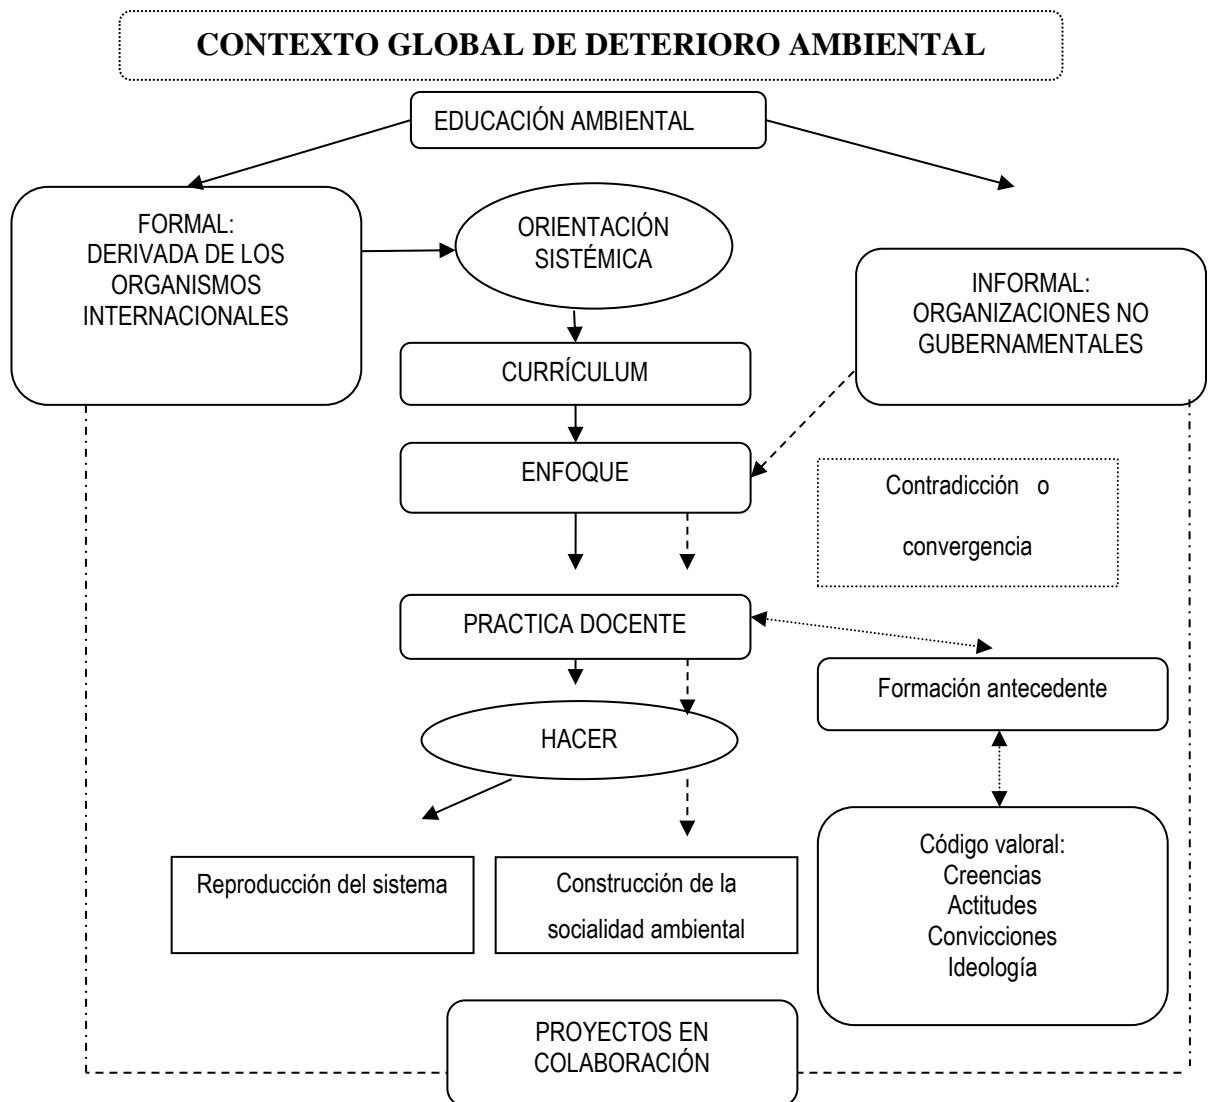 CONTEXTO GLOBAL DE DETERIORO AMBIENTAL
EDUCACIÓN AMBIENTAL
FORMAL:
DERIVADA DE LOS
ORGANISMOS
INTERNACIONALES
ORIENTACIÓN
SISTÉMICA
INFORMAL:
ORGANIZACIONES NO
GUBERNAMENTALES
CURRÍCULUM
ENFOQUE
Contradicción o
convergencia
PRACTICA DOCENTE
Formación antecedente
HACER
Reproducción del sistema
Construcción de la
socialidad ambiental
Código valoral:
Creencias
Actitudes
Convicciones
Ideología
PROYECTOS EN
COLABORACIÓN